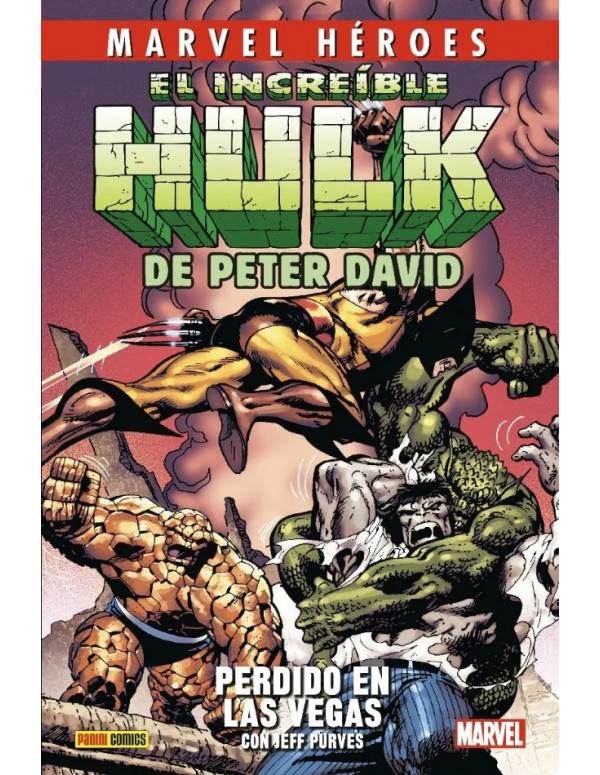 MARVEL HÉROES
EL INCREÍBLE
HULK
DE PETER DAVID
PERDIDO EN
LAS VEGAS
CON JEFF PURVES
PANINI COMICS
MARVEL